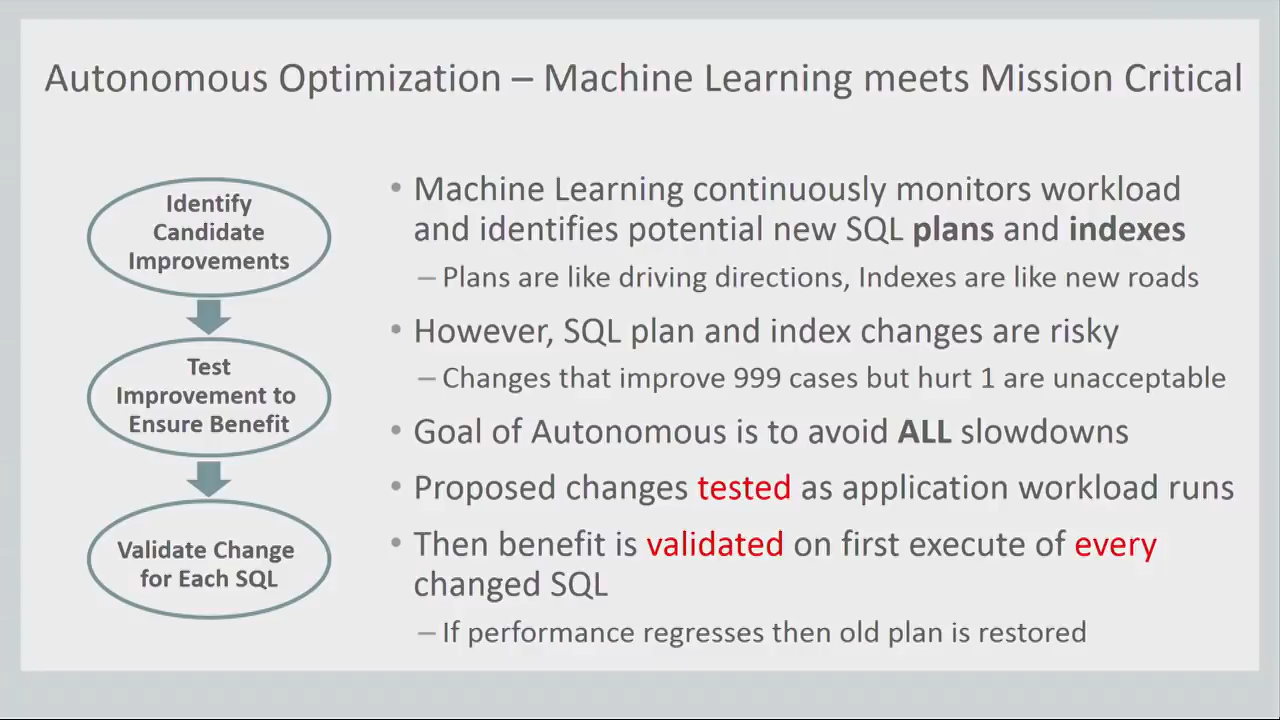 Autonomous Optimization – Machine Learning meets Mission Critical
Identify
Candidate
Improvements
Test
Improvement to
Ensure Benefit
Validate Change
for Each SQL
• Machine Learning continuously monitors workload
and identifies potential new SQL plans and indexes
– Plans are like driving directions, Indexes are like new roads
• However, SQL plan and index changes are risky
– Changes that improve 999 cases but hurt 1 are unacceptable
• Goal of Autonomous is to avoid ALL slowdowns
• Proposed changes tested as application workload runs
• Then benefit is validated on first execute of every
changed SQL
– If performance regresses then old plan is restored